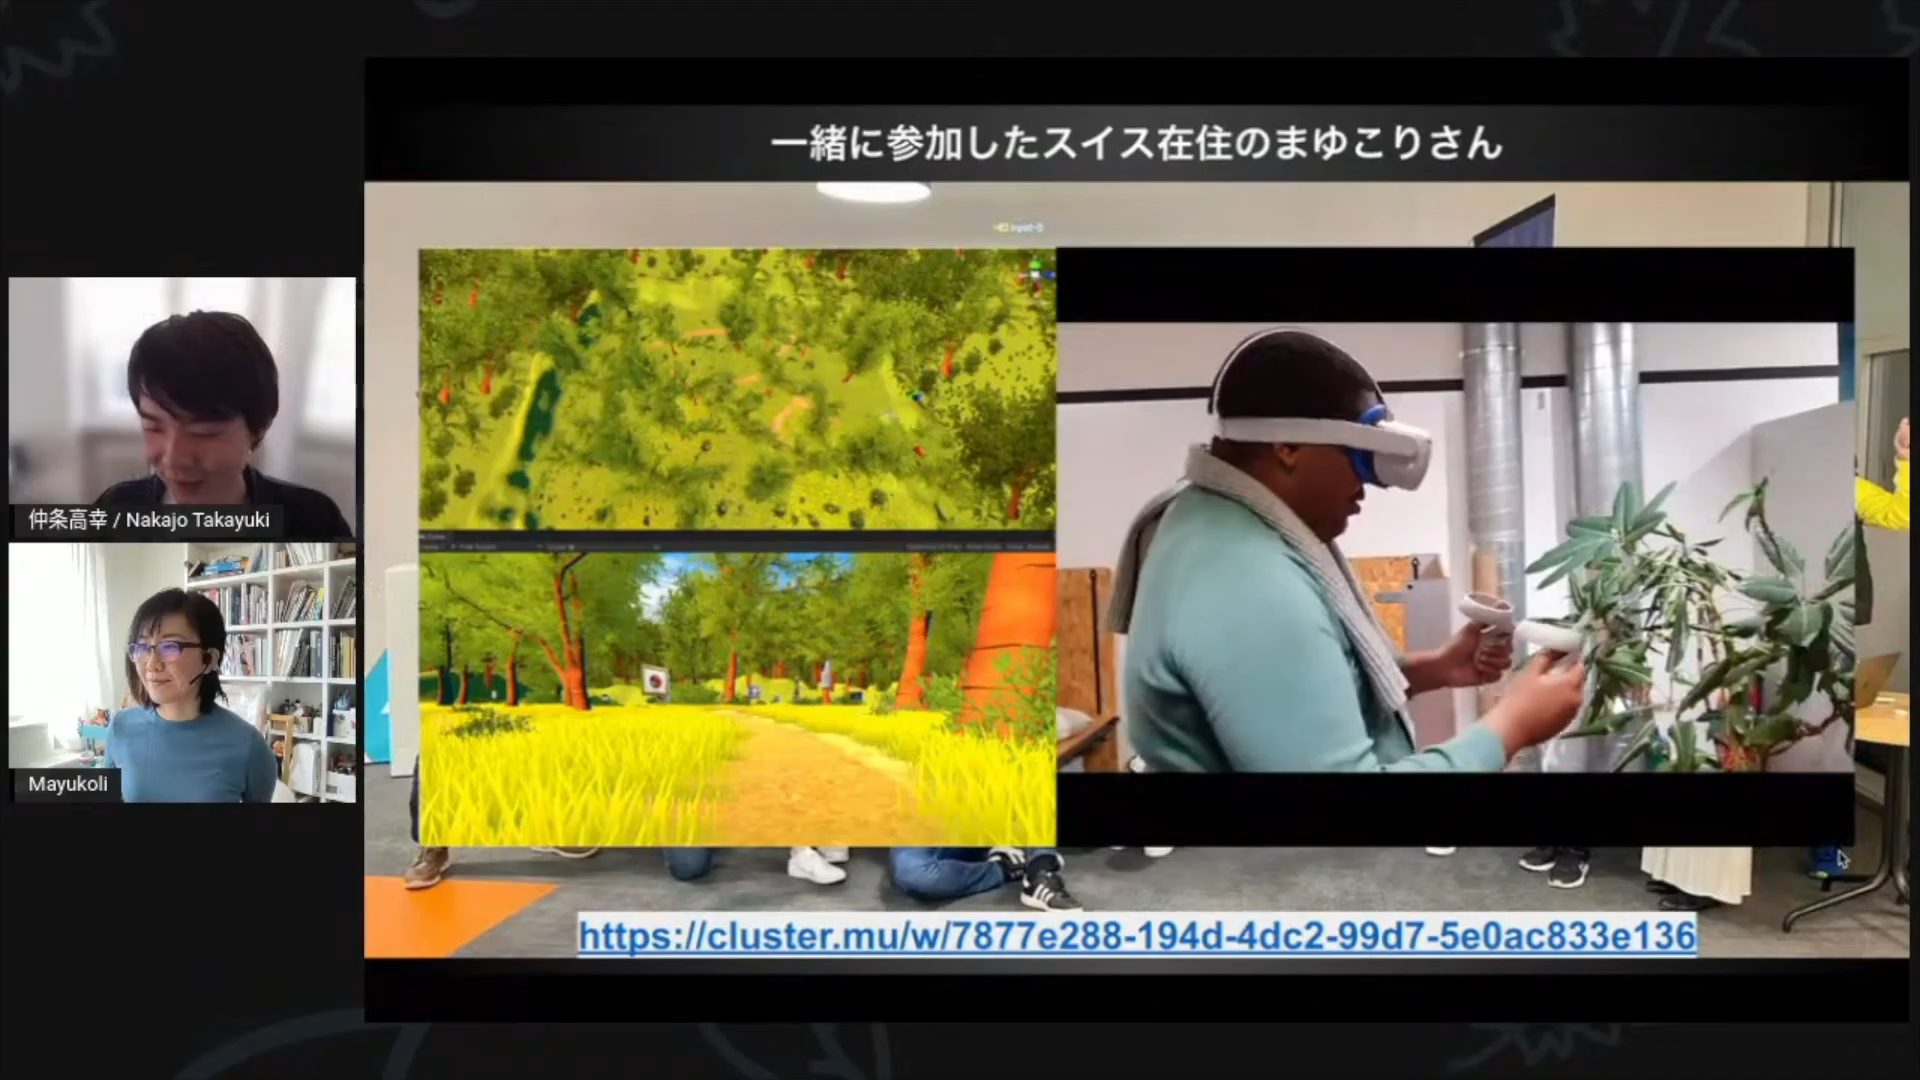 一緒に参加したスイス在住のまゆこりさん
仲条高幸 / Nakajo Takayuki
Mayukoli
https://cluster.mu/w/7877e288-194d-4dc2-99d7-5e0ac833e136